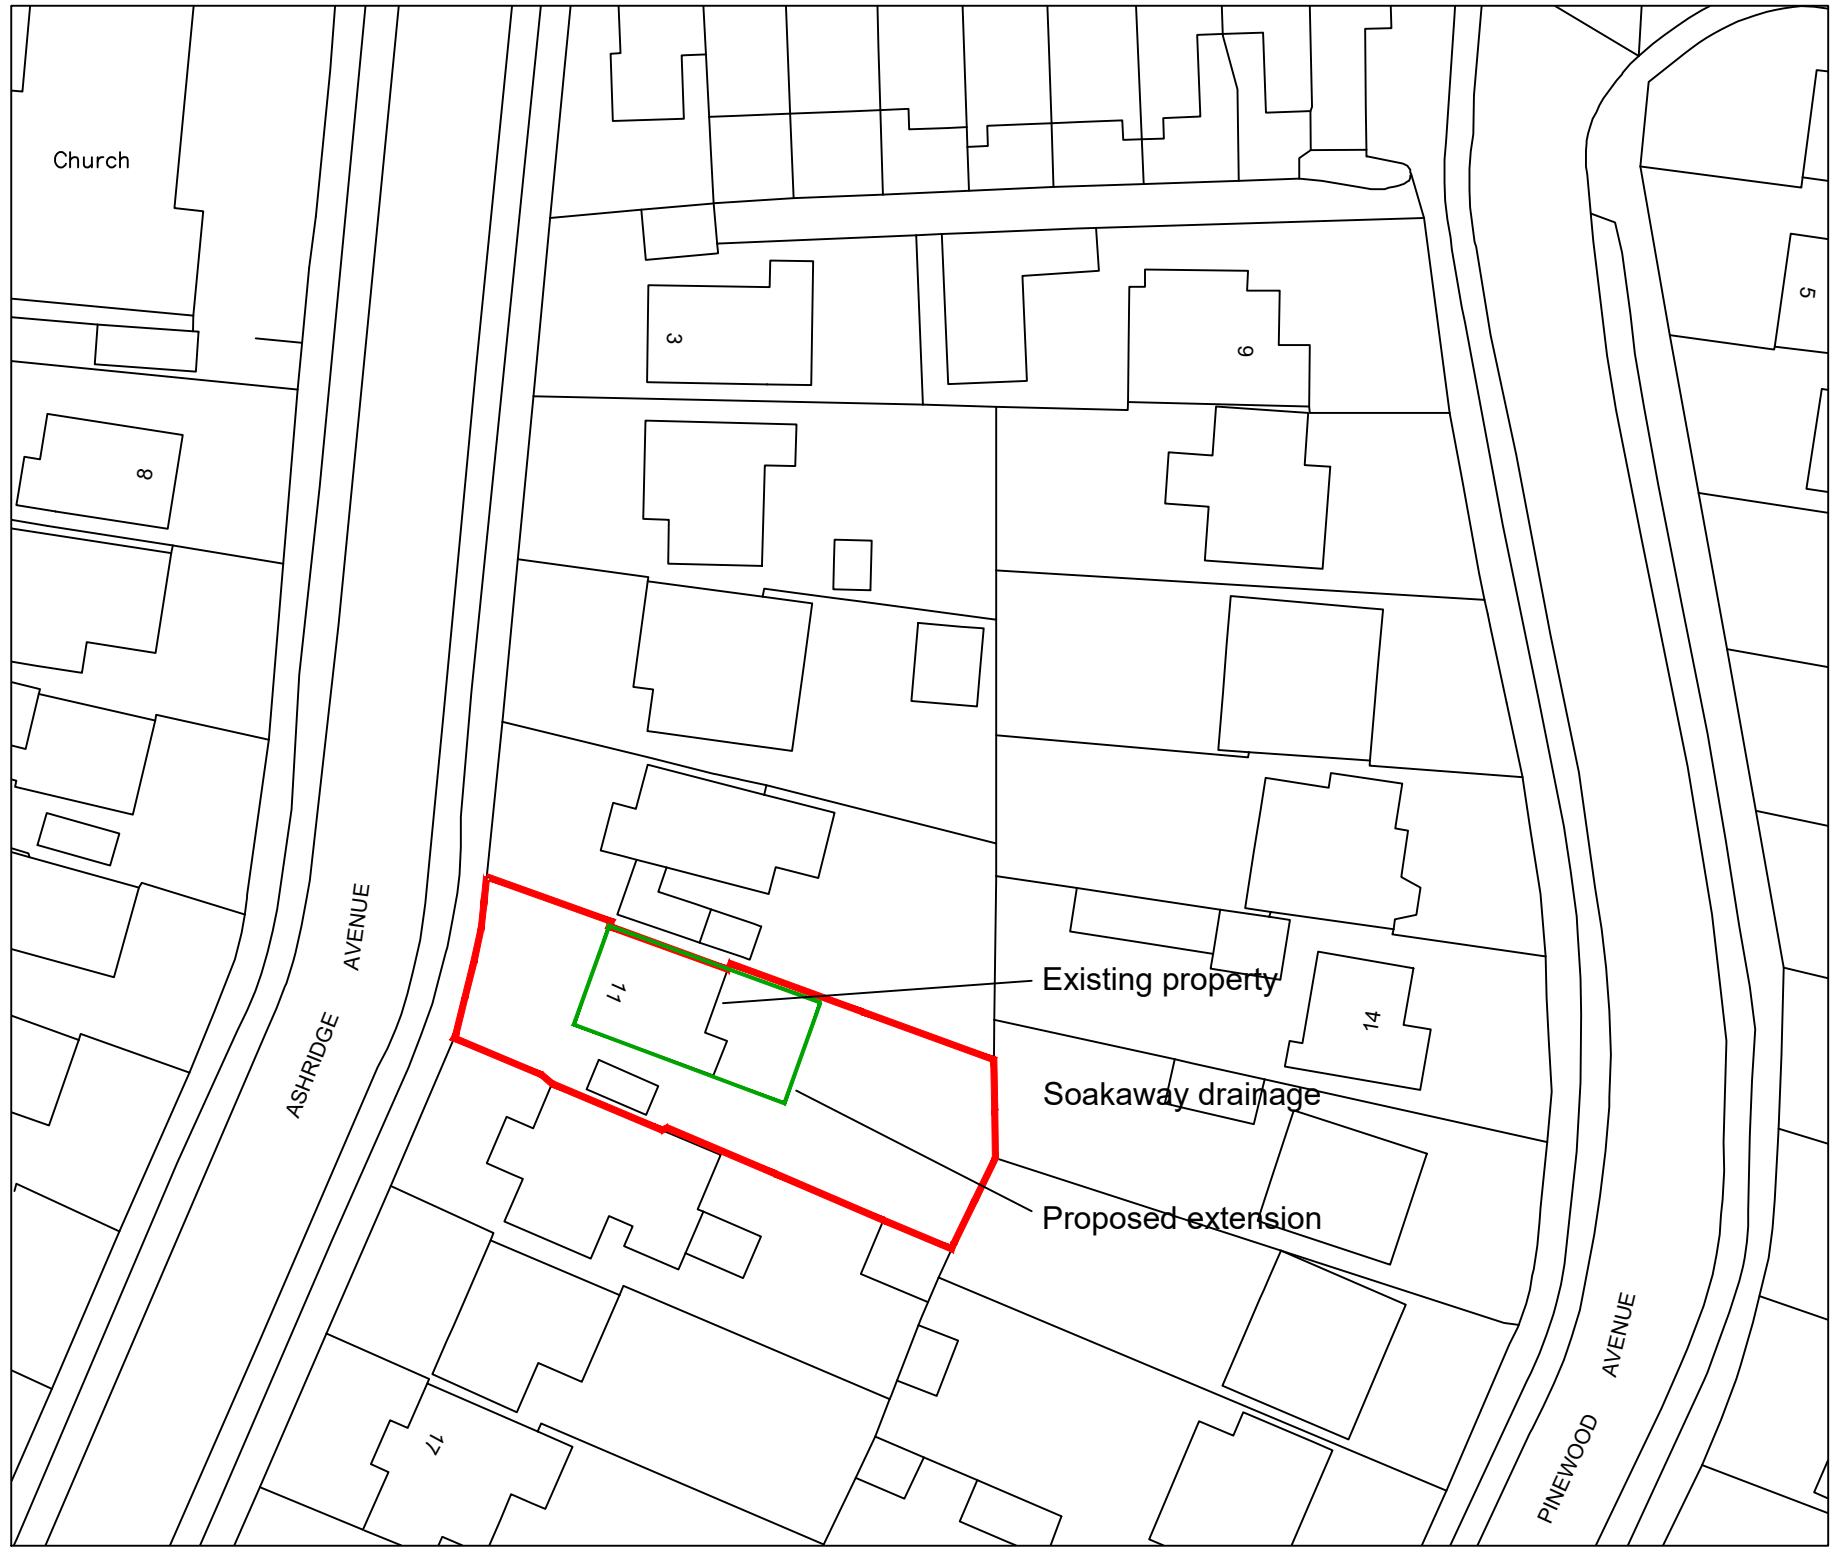 Church
3
9
5
8
AVENUE
ASHRIDGE
11
Existing property
14
Soakaway drainage
Proposed extension
AVENUE
PINEWOOD
17